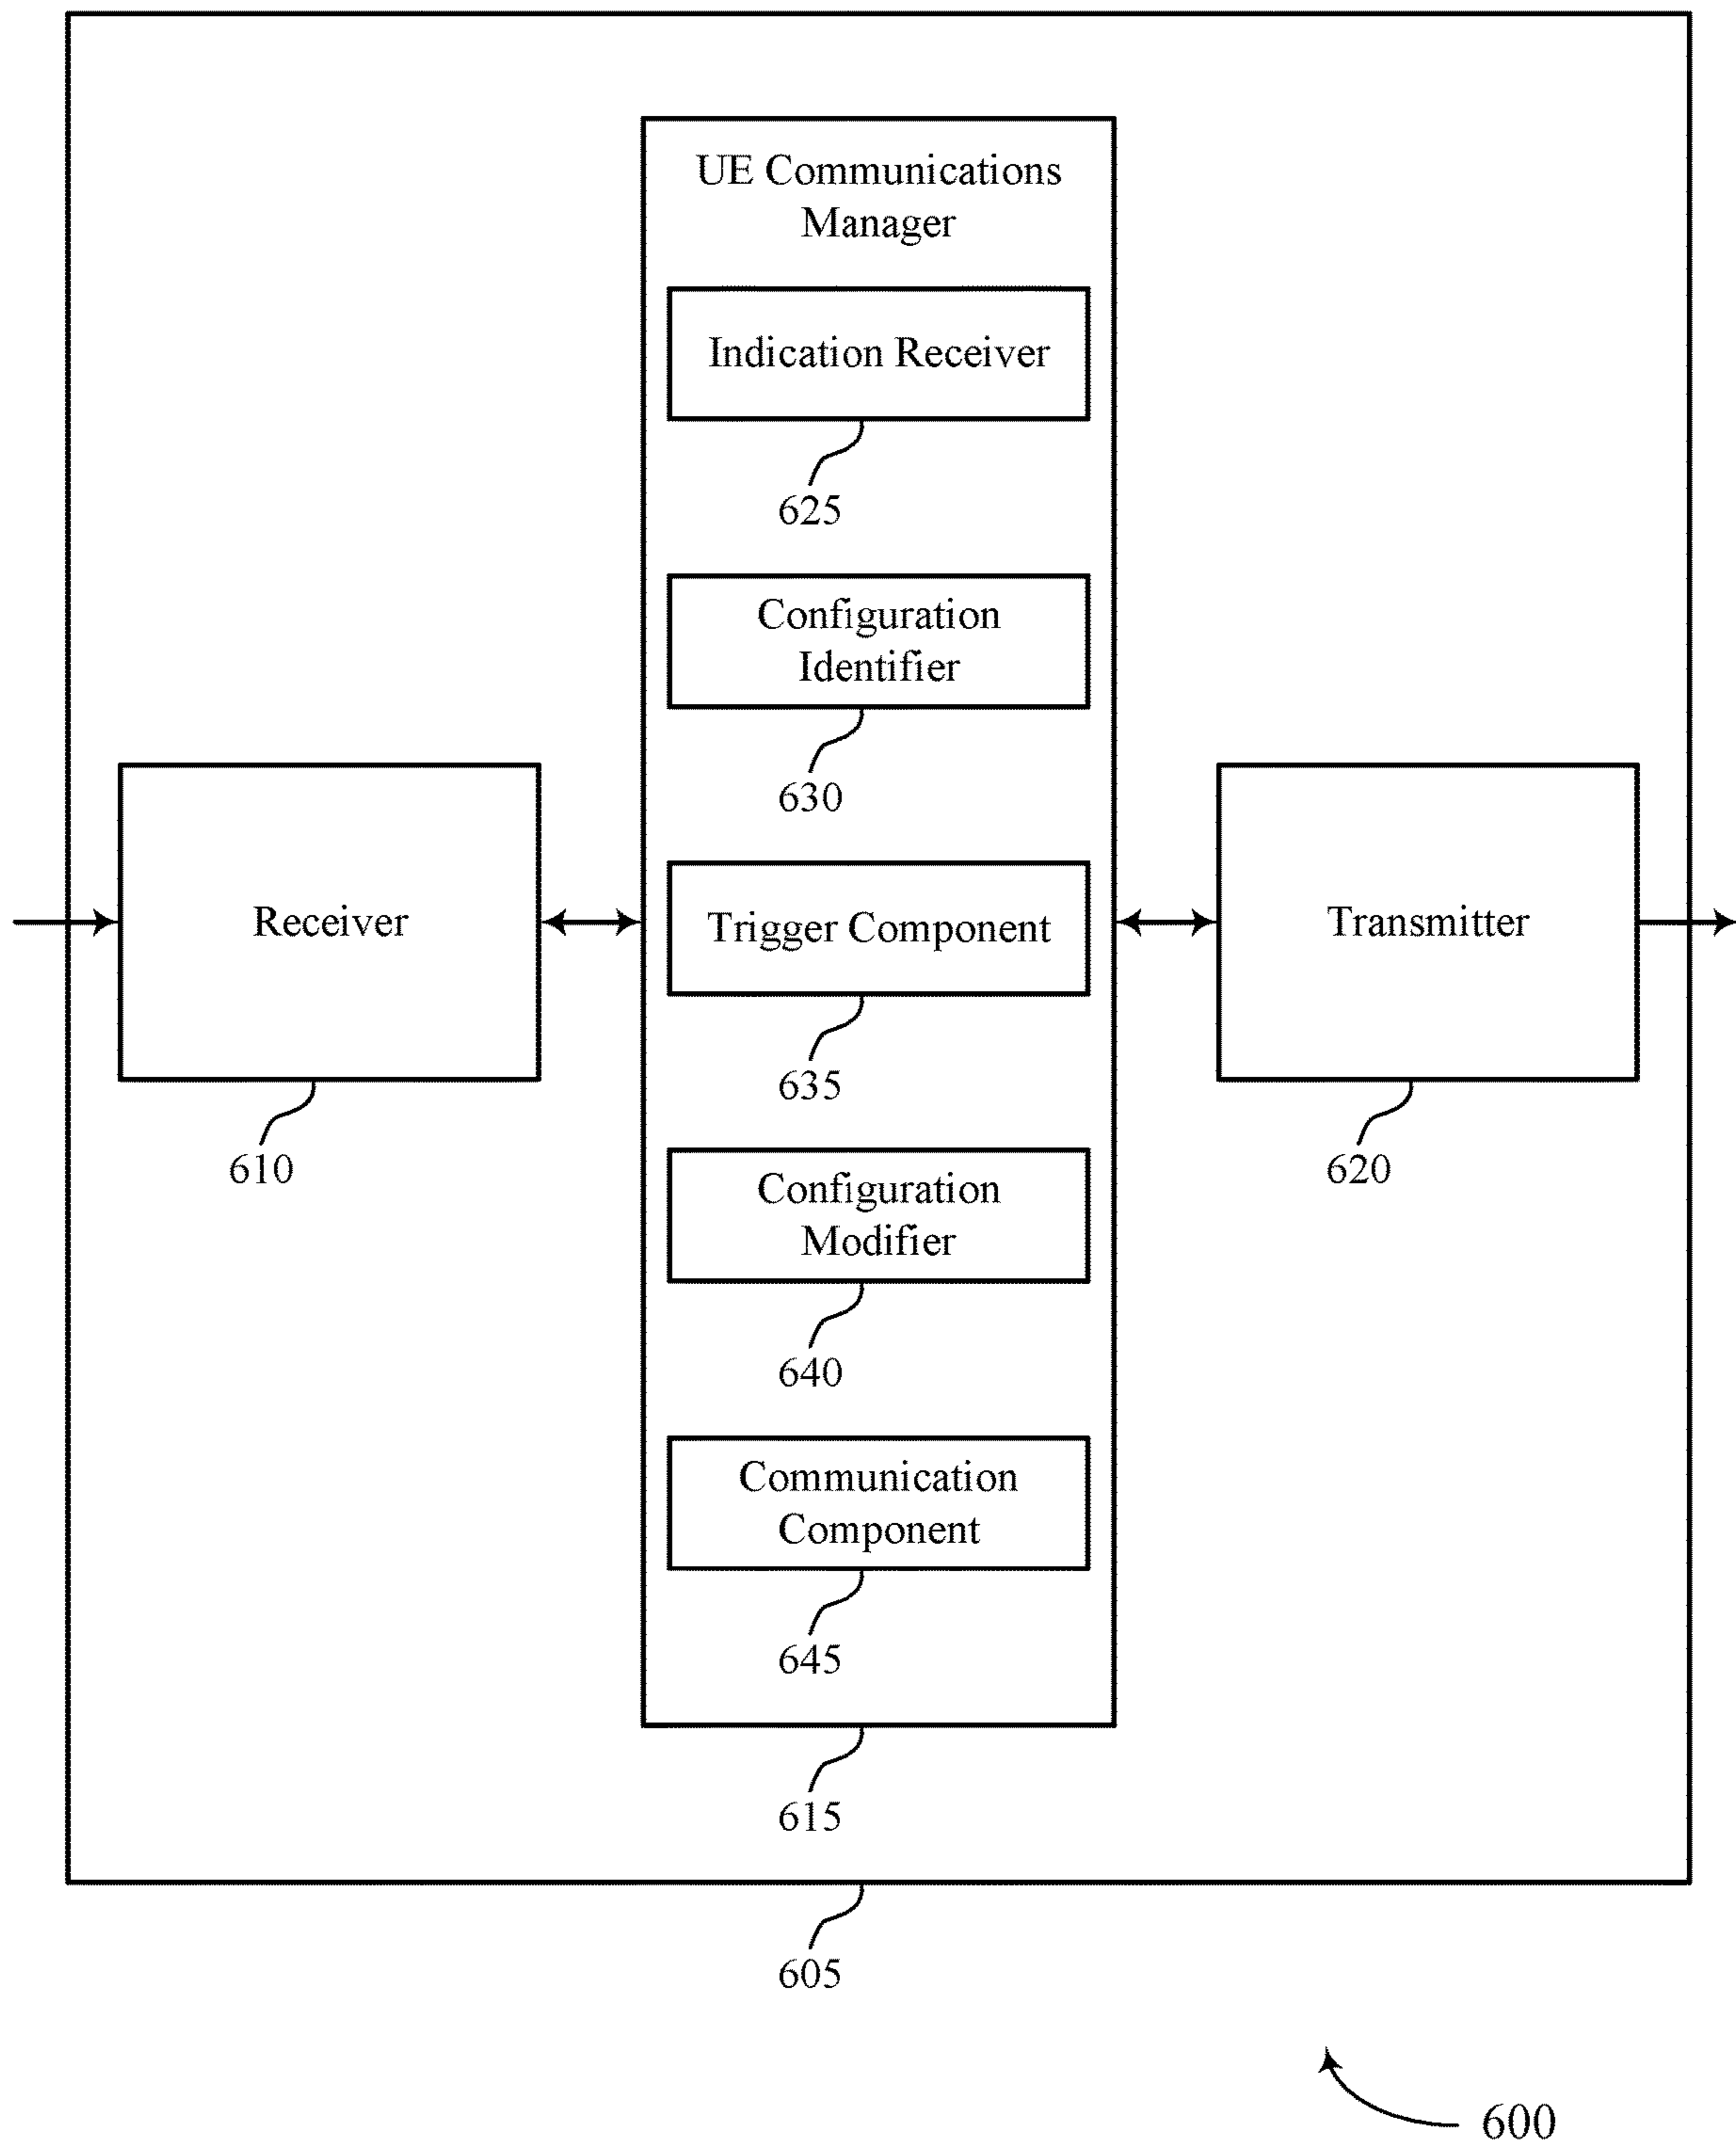 UE Communications
Manager
Indication Receiver
625
Configuration
Identifier
630
Receiver
610
Trigger Component
635
Transmitter
620
Configuration
Modifier
640
Communication
Component
645
615
605
600